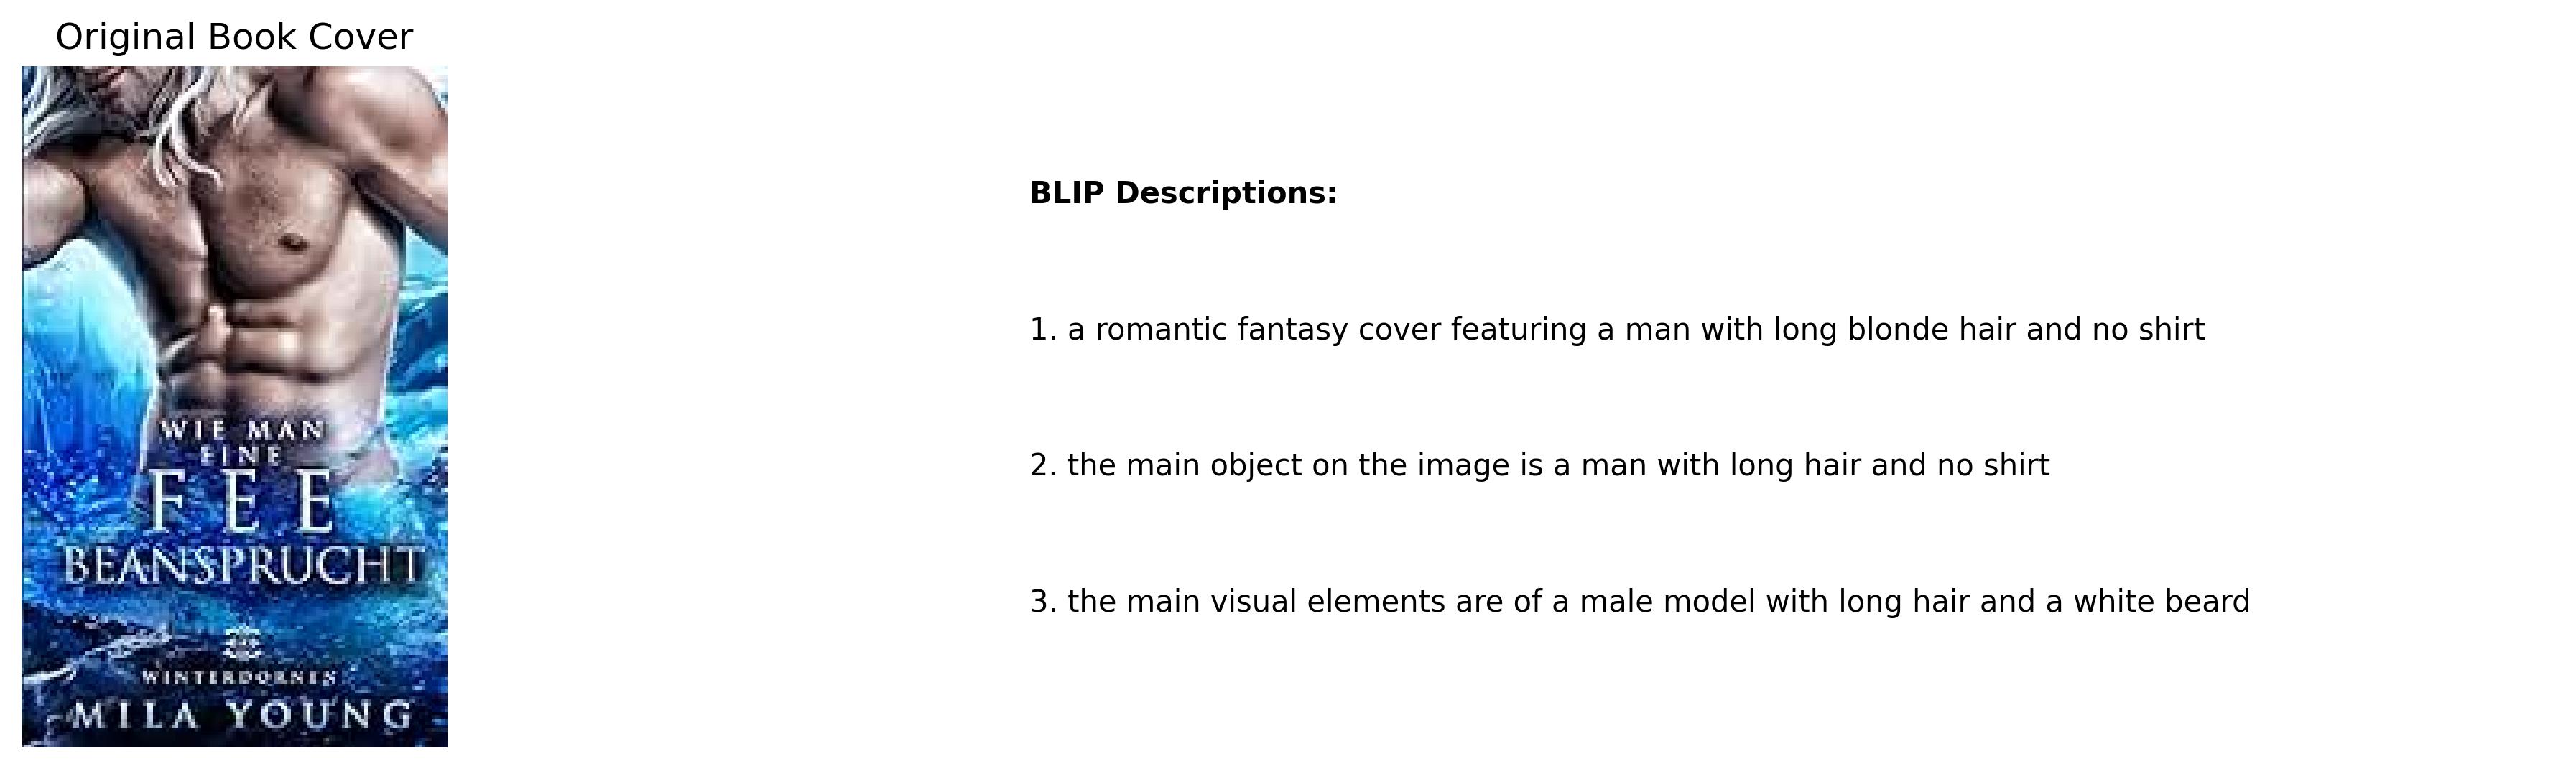 Original Book Cover
WIE MAN
EINE
FEE
BEANSPRUCHT
WINTERDORNEN
MILA YOUNG
BLIP Descriptions:
1. a romantic fantasy cover featuring a man with long blonde hair and no shirt
2. the main object on the image is a man with long hair and no shirt
3. the main visual elements are of a male model with long hair and a white beard